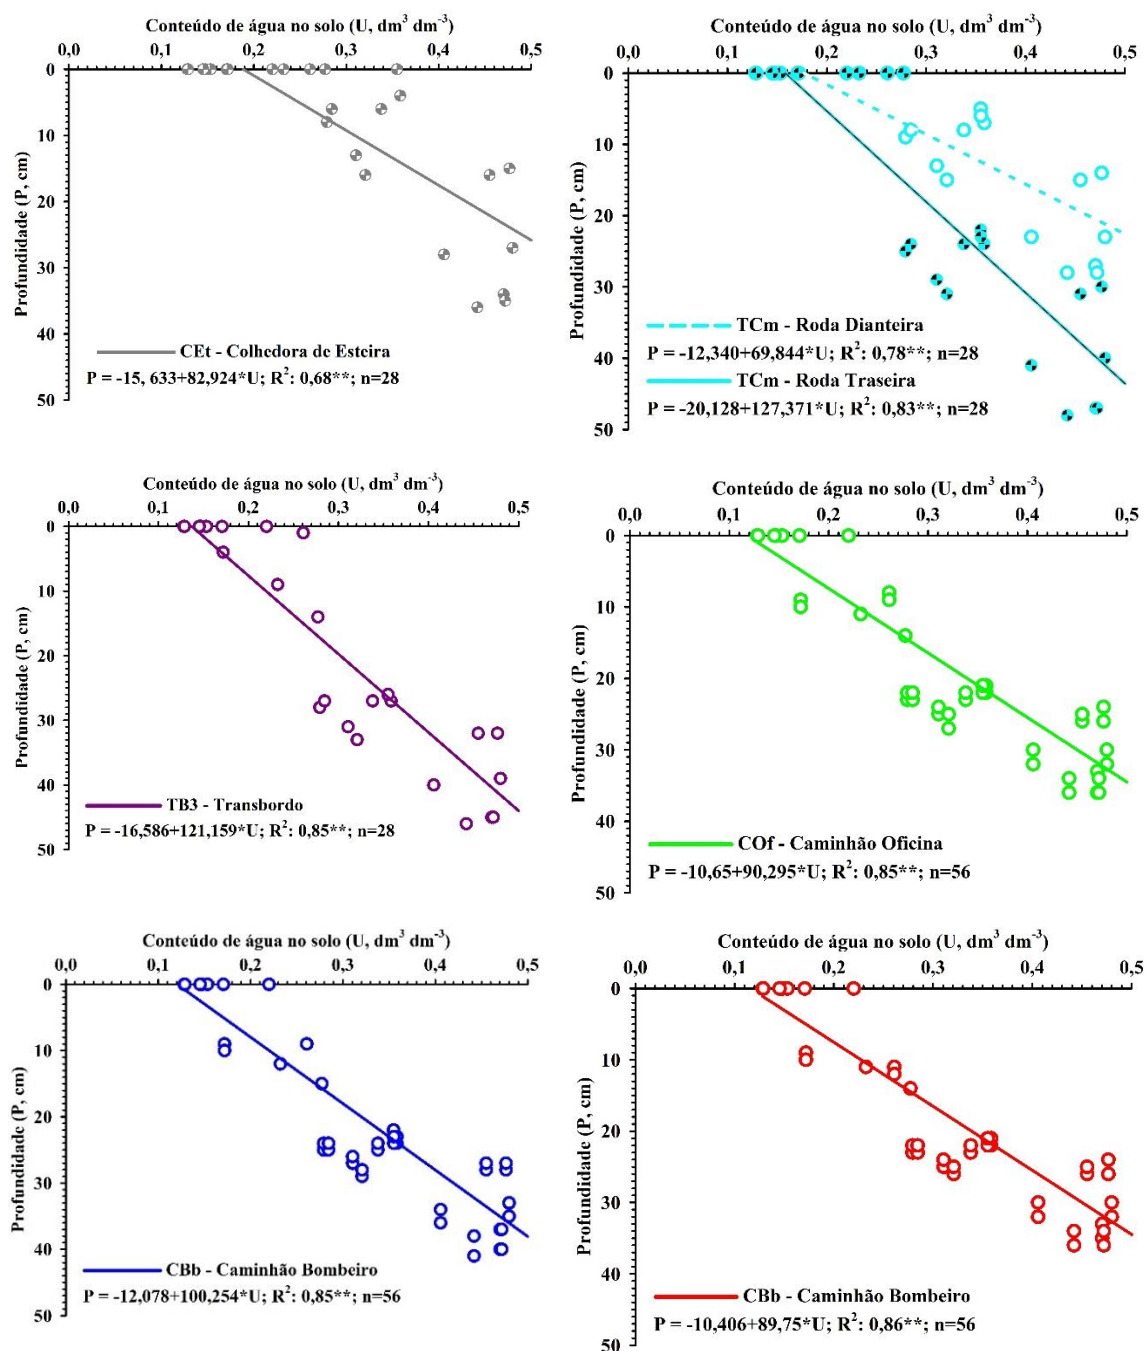 Conteúdo de água no solo (U, dm³ dm⁻³)
0,0 0,1 0,2 0,3 0,4 0,5
0
10
20
30
40
50
Profundidade (P, cm)
CEt - Colhedora de Esteira
P = -15, 633+82,924*U; R²: 0,68**; n=28
Conteúdo de água no solo (U, dm³ dm⁻³)
0,0 0,1 0,2 0,3 0,4 0,5
0
10
20
30
40
50
Profundidade (P, cm)
TCm - Roda Dianteira
P = -12,340+69,844*U; R²: 0,78**; n=28
TCm - Roda Traseira
P = -20,128+127,371*U; R²: 0,83**; n=28
Conteúdo de água no solo (U, dm³ dm⁻³)
0,0 0,1 0,2 0,3 0,4 0,5
0
10
20
30
40
50
Profundidade (P, cm)
TB3 - Transbordo
P = -16,586+121,159*U; R²: 0,85**; n=28
Conteúdo de água no solo (U, dm³ dm⁻³)
0,0 0,1 0,2 0,3 0,4 0,5
0
10
20
30
40
50
Profundidade (P, cm)
COf - Caminhão Oficina
P = -10,65+90,295*U; R²: 0,85**; n=56
Conteúdo de água no solo (U, dm³ dm⁻³)
0,0 0,1 0,2 0,3 0,4 0,5
0
10
20
30
40
50
Profundidade (P, cm)
CBb - Caminhão Bombeiro
P = -12,078+100,254*U; R²: 0,85**; n=56
Conteúdo de água no solo (U, dm³ dm⁻³)
0,0 0,1 0,2 0,3 0,4 0,5
0
10
20
30
40
50
Profundidade (P, cm)
CBb - Caminhão Bombeiro
P = -10,406+89,75*U; R²: 0,86**; n=56